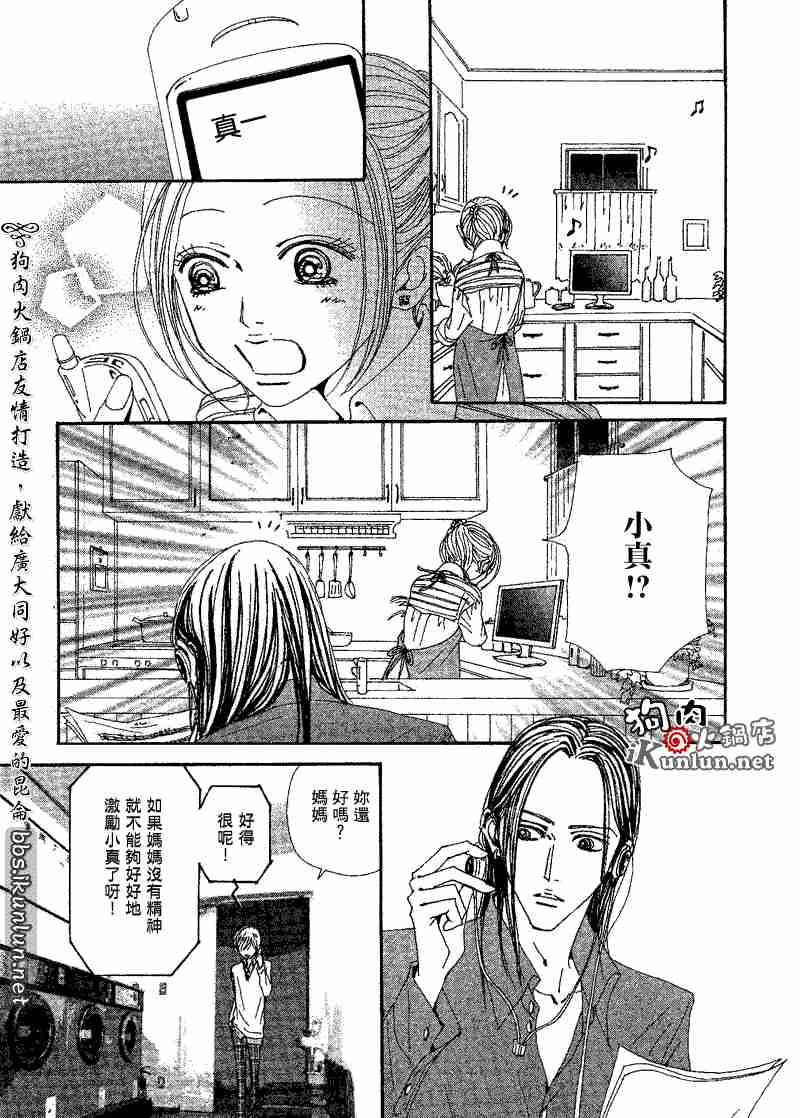 真一
小真!?
妳還
好嗎?
媽媽
好得
很呢!
如果媽媽沒有精神
就不能夠好好地
激勵小真了呀!
狗肉火鍋店友情打造,獻給廣大同好以及最愛的昆侖
bbs.ikunlun.net
狗肉
火鍋店
iKunlun.net